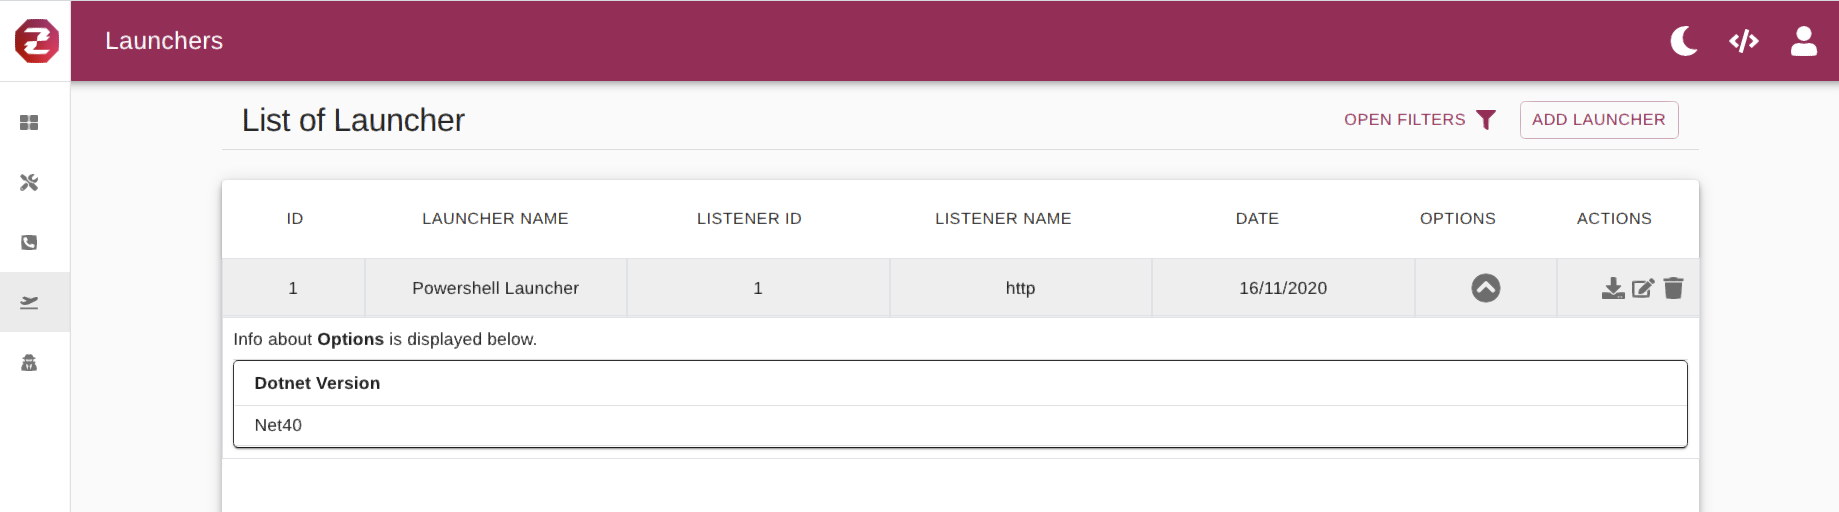 Launchers
List of Launcher
OPEN FILTERS ADD LAUNCHER
ID LAUNCHER NAME LISTENER ID LISTENER NAME DATE OPTIONS ACTIONS
1 Powershell Launcher 1 http 16/11/2020
Info about Options is displayed below.
Dotnet Version
Net40